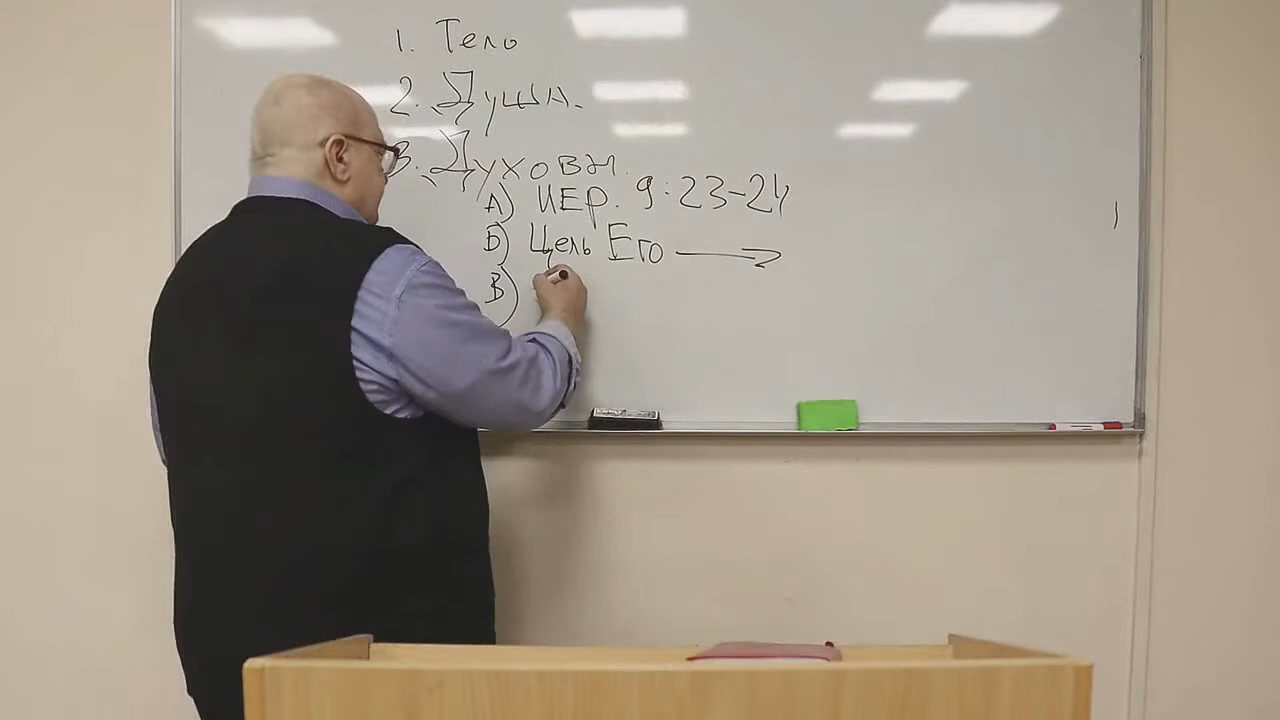 1. Тело
2. Душа.
3. Духовн.
А) ИЕР. 9:23-24
Б) Цель Его →
В)